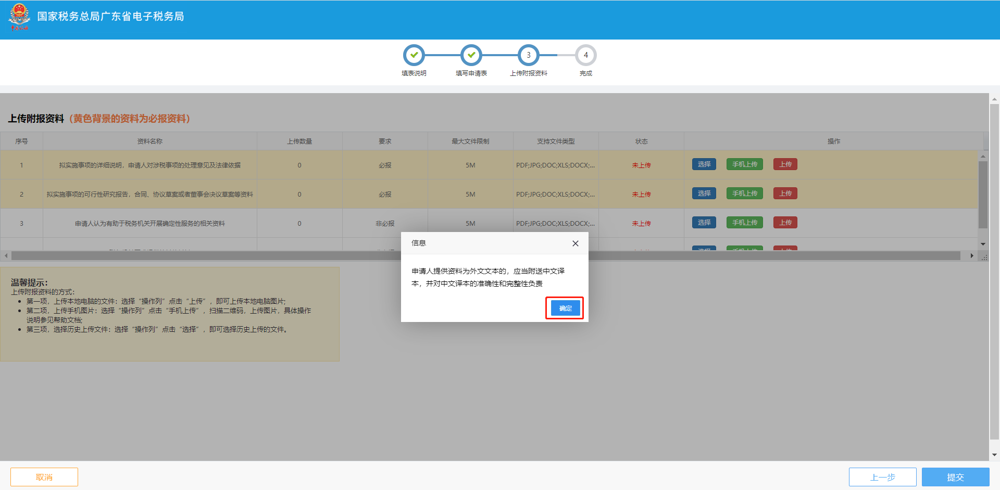 国家税务总局广东省电子税务局
3
4
填表说明
填写申请表
上传附报资料
完成
上传附报资料（黄色背景的资料为必报资料）
序号 资料名称 上传数量 要求 最大文件限制 支持文件类型 状态 操作
1 拟实施事项的详细说明，申请人对涉税事项的处理意见及法律依据 0 必报 5M PDF;JPG;DOC;XLS;DOCX;... 未上传 选择 手机上传 上传
2 拟实施事项的可行性研究报告，合同、协议草案或者董事会决议草案等资料 0 必报 5M PDF;JPG;DOC;XLS;DOCX;... 未上传 选择 手机上传 上传
3 申请人认为有助于税务机关开展确定性服务的相关资料 0 非必报 5M PDF;JPG;DOC;XLS;DOCX;... 未上传 选择 手机上传 上传
信息
申请人提供资料为外文文本的，应当附送中文译
本，并对中文译本的准确性和完整性负责
确定
温馨提示：
上传附报资料的方式：
第一项，上传本地电脑的文件：选择“操作列”点击“上传”，即可上传本地电脑图片;
第二项，上传手机图片：选择“操作列”点击“手机上传”，扫描二维码，上传图片，具体操作
说明参见帮助文档;
第三项，选择历史上传文件：选择“操作列”点击“选择”，即可选择历史上传的文件。
取消
上一步
提交